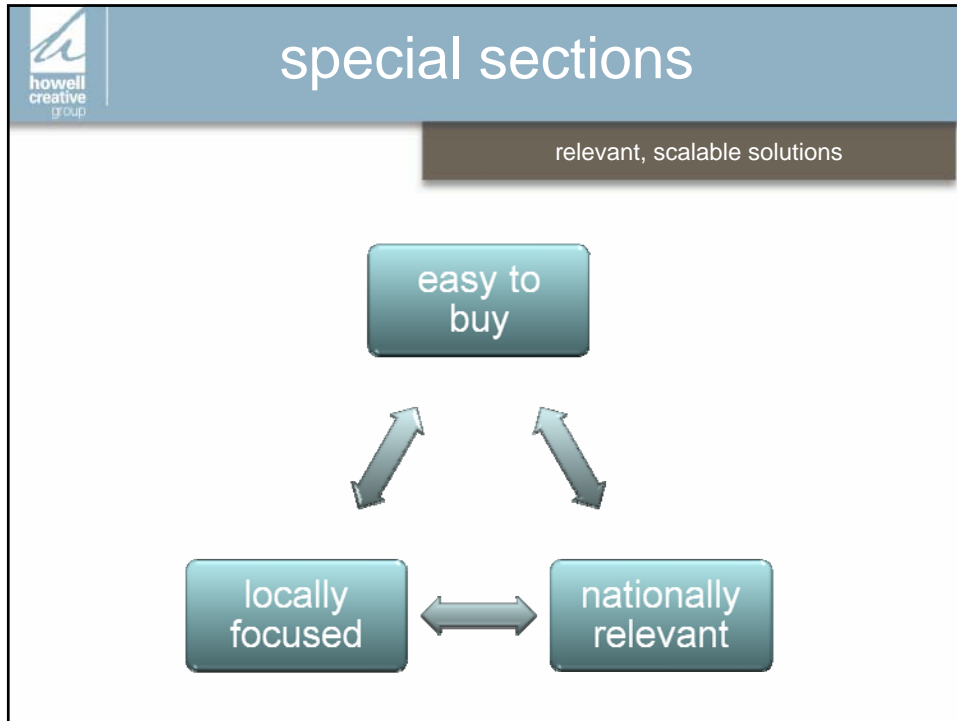 howell
creative
group
special sections
relevant, scalable solutions
easy to
buy
locally
focused
nationally
relevant